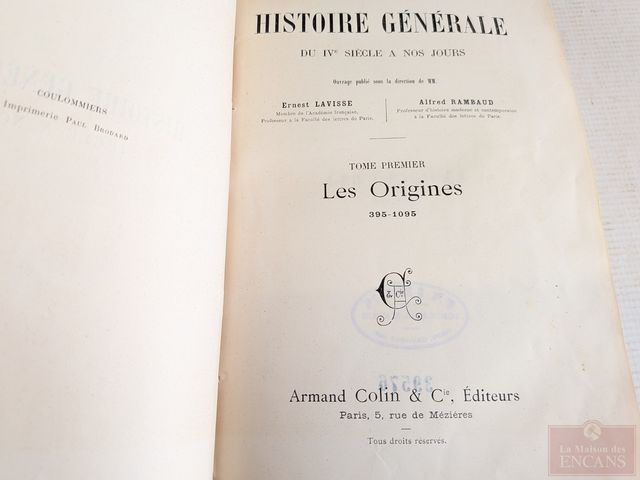 COULOMMIERS
Imprimerie PAUL BRODARD
HISTOIRE GÉNÉRALE
DU IVe SIÈCLE A NOS JOURS
Ouvrage publié sous la direction de MM.
Ernest LAVISSE
Membre de l'Académie française,
Professeur à la Faculté des lettres de Paris.
Alfred RAMBAUD
Professeur d'histoire moderne et contemporaine
à la Faculté des lettres de Paris.
TOME PREMIER
Les Origines
395-1095
& Cie
39576
Armand Colin & Cie, Éditeurs
Paris, 5, rue de Mézières
Tous droits réservés.
La Maison des
ENCANS